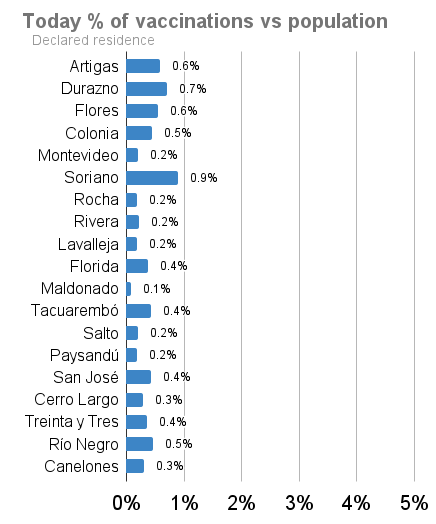 Today % of vaccinations vs population
Declared residence
Artigas 0.6%
Durazno 0.7%
Flores 0.6%
Colonia 0.5%
Montevideo 0.2%
Soriano 0.9%
Rocha 0.2%
Rivera 0.2%
Lavalleja 0.2%
Florida 0.4%
Maldonado 0.1%
Tacuarembó 0.4%
Salto 0.2%
Paysandú 0.2%
San José 0.4%
Cerro Largo 0.3%
Treinta y Tres 0.4%
Río Negro 0.5%
Canelones 0.3%
0% 1% 2% 3% 4% 5%